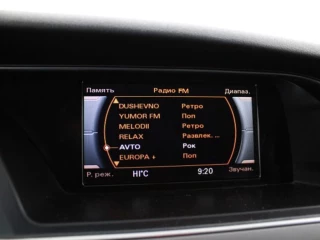 Память Радио FM Диапаз.
DUSHEVNO Ретро
YUMOR FM Поп
MELODII Ретро
RELAX Развлек. ..
AVTO Рок
EUROPA + Поп
Р. реж. HI°C 9:20 Звучан.